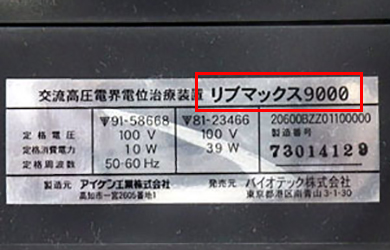 交流高圧電界電位治療装置 リブマックス9000
〒91-58668 〒81-23466 20600BZZ01100000
定格電圧 100 V 100 V 製造番号
定格消費電力 10 W 39 W 73014129
定格周波数 50-60 Hz
製造元 アイケン工業株式会社 発売元 バイオテック株式会社
高知市一宮2605番地1 東京都港区南青山3-1-30